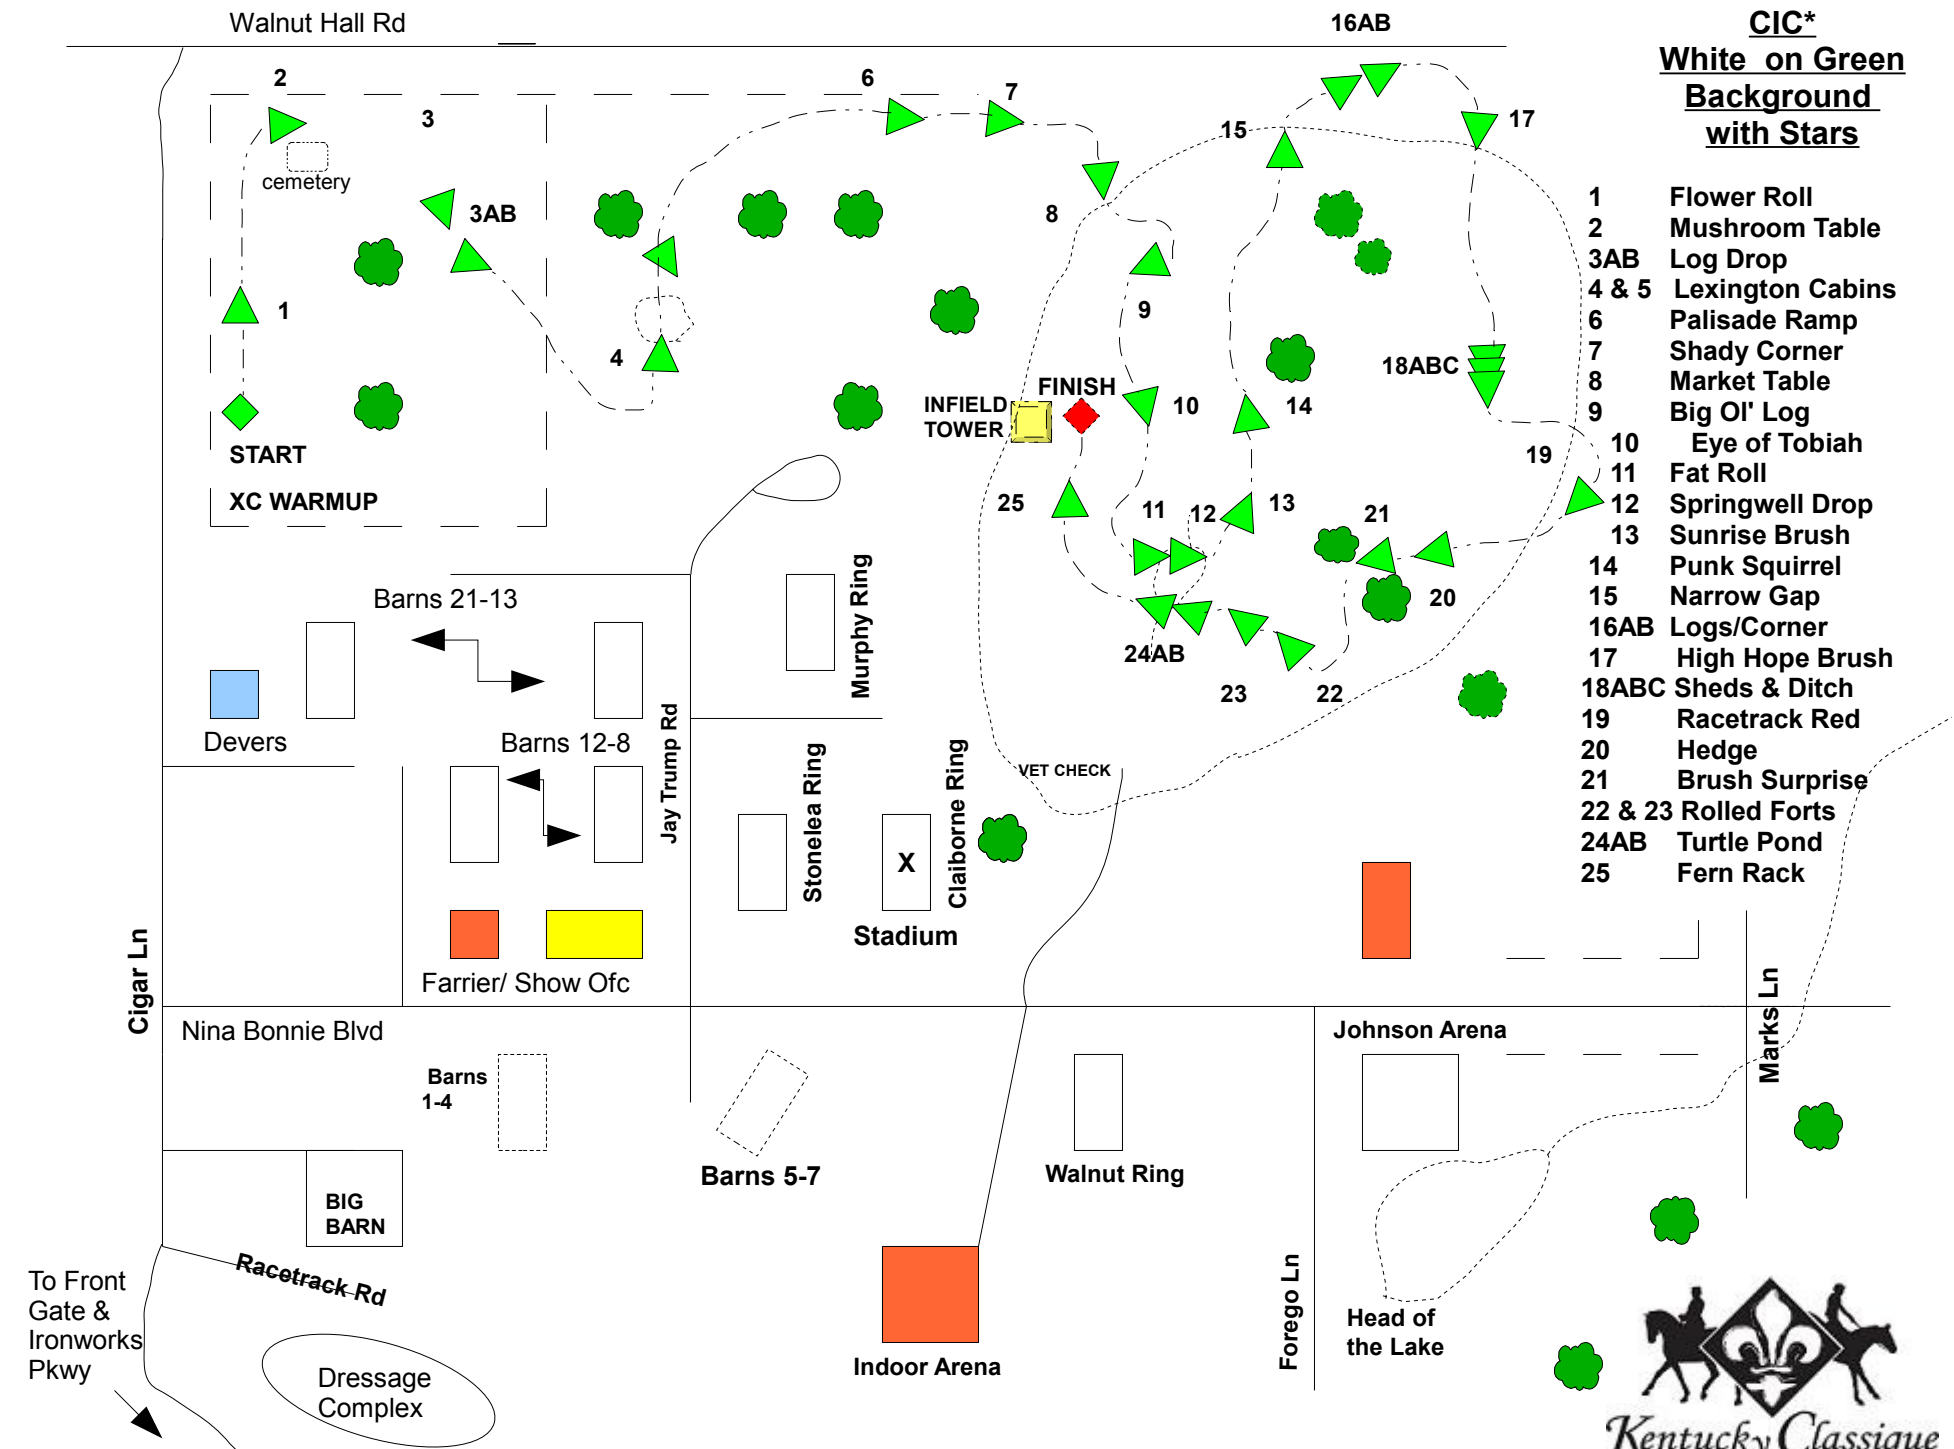 Walnut Hall Rd
16AB
CIC*
White on Green
Background
with Stars
2
3
6
7
15
17
cemetery
3AB
8
1
9
4
18ABC
FINISH
INFIELD
TOWER
10
14
START
XC WARMUP
19
25
11
12
13
21
20
24AB
23
22
1 Flower Roll
2 Mushroom Table
3AB Log Drop
4 & 5 Lexington Cabins
6 Palisade Ramp
7 Shady Corner
8 Market Table
9 Big Ol' Log
10 Eye of Tobiah
11 Fat Roll
12 Springwell Drop
13 Sunrise Brush
14 Punk Squirrel
15 Narrow Gap
16AB Logs/Corner
17 High Hope Brush
18ABC Sheds & Ditch
19 Racetrack Red
20 Hedge
21 Brush Surprise
22 & 23 Rolled Forts
24AB Turtle Pond
25 Fern Rack
Barns 21-13
Murphy Ring
Devers
Barns 12-8
Jay Trump Rd
VET CHECK
Stonelea Ring
X
Claiborne Ring
Stadium
Farrier/ Show Ofc
Cigar Ln
Nina Bonnie Blvd
Johnson Arena
Marks Ln
Barns
1-4
Barns 5-7
Walnut Ring
BIG
BARN
Racetrack Rd
To Front
Gate &
Ironworks
Pkwy
Dressage
Complex
Indoor Arena
Forego Ln
Head of
the Lake
Kentucky Classique